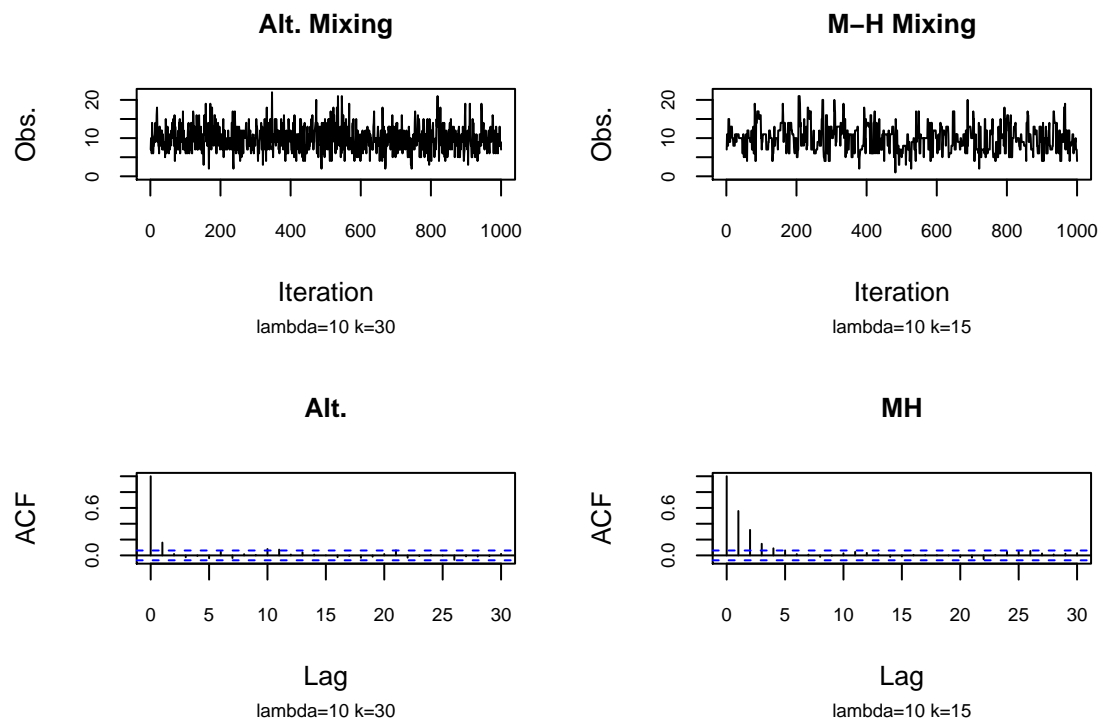 Alt. Mixing
Obs.
0 10 20
0 200 400 600 800 1000
Iteration
lambda=10 k=30
M−H Mixing
Obs.
0 10 20
0 200 400 600 800 1000
Iteration
lambda=10 k=15
Alt.
ACF
0.0 0.6
0 5 10 15 20 25 30
Lag
lambda=10 k=30
MH
ACF
0.0 0.6
0 5 10 15 20 25 30
Lag
lambda=10 k=15